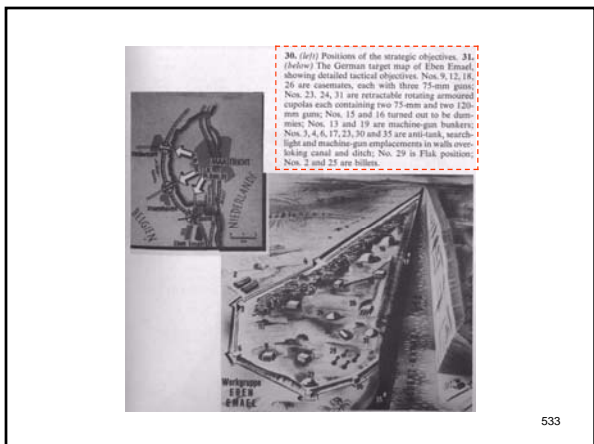 30. (left) Positions of the strategic objectives. 31.
(below) The German target map of Eben Emael,
showing detailed tactical objectives. Nos. 9, 12, 18,
26 are casemates, each with three 75-mm guns;
Nos. 23, 24, 31 are retractable rotating armoured
cupolas each containing two 75-mm and two 120-
mm guns; Nos. 15 and 16 turned out to be dum-
mies; Nos. 13 and 19 are machine-gun bunkers;
Nos. 3, 4, 6, 17, 23, 30 and 35 are anti-tank, search-
light and machine-gun emplacements in walls over-
loking canal and ditch; No. 29 is Flak position;
Nos. 2 and 25 are billets.
MAASTRICHT
BELGIEN
NIEDERLANDE
Eben Emael
Werkgruppe
EBEN
EMAEL
533